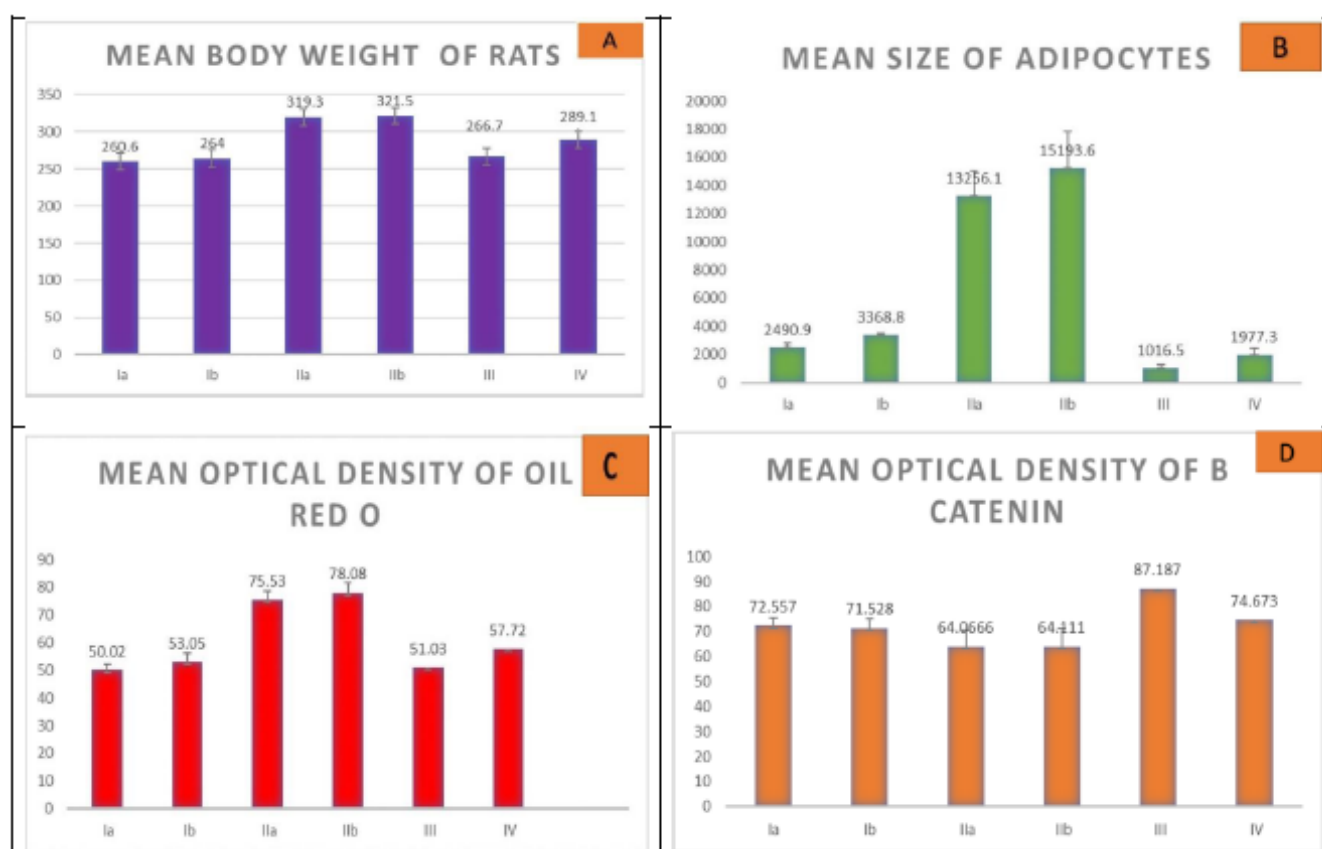 A
MEAN BODY WEIGHT OF RATS
350
300
250
200
150
100
50
0
260.6
264
319.3
321.5
266.7
289.1
Ia
Ib
IIa
IIb
III
IV
B
MEAN SIZE OF ADIPOCYTES
20000
18000
16000
14000
12000
10000
8000
6000
4000
2000
0
2490.9
3368.8
13256.1
15193.6
1016.5
1977.3
Ia
Ib
IIa
IIb
III
IV
C
MEAN OPTICAL DENSITY OF OIL
RED O
90
80
70
60
50
40
30
20
10
0
50.02
53.05
75.53
78.08
51.03
57.72
Ia
Ib
IIa
IIb
III
IV
D
MEAN OPTICAL DENSITY OF B
CATENIN
100
90
80
70
60
50
40
30
20
10
0
72.557
71.528
64.0666
64.111
87.187
74.673
Ia
Ib
IIa
IIb
III
IV